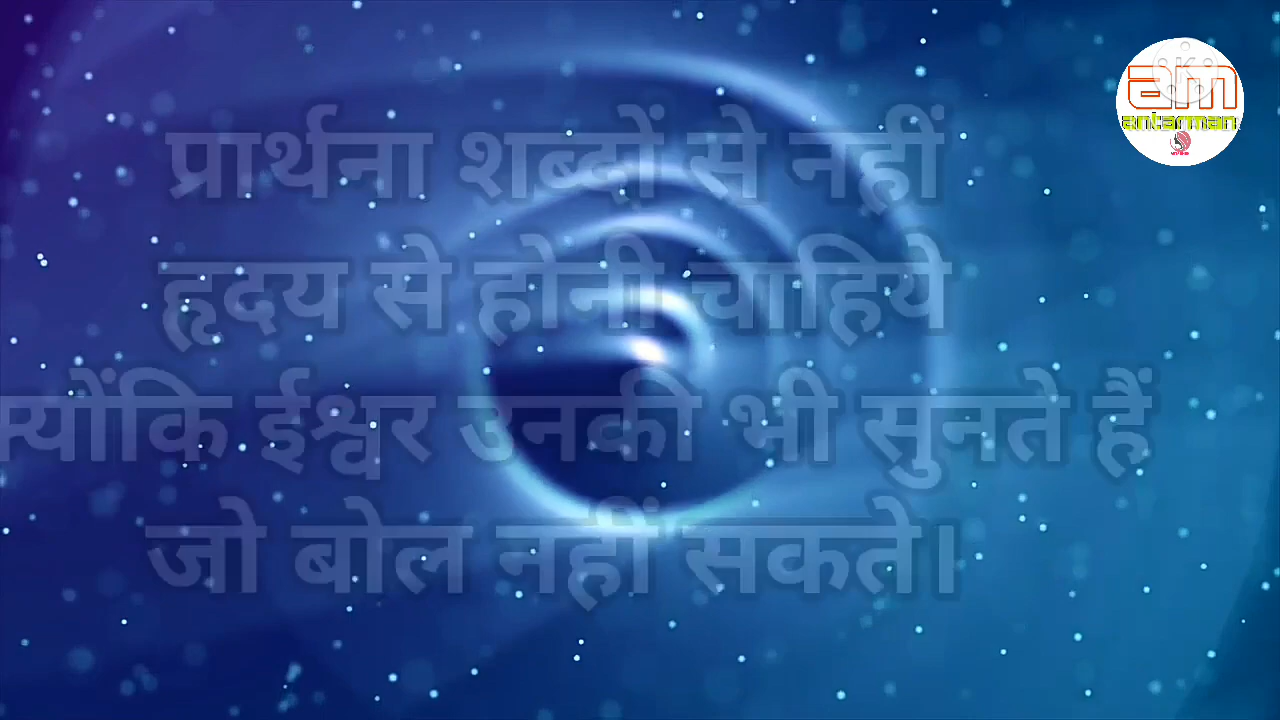 प्रार्थना शब्दों से नहीं
हृदय से होनी चाहिये
क्योंकि ईश्वर उनकी भी सुनते हैं
जो बोल नहीं सकते।
am
antarman